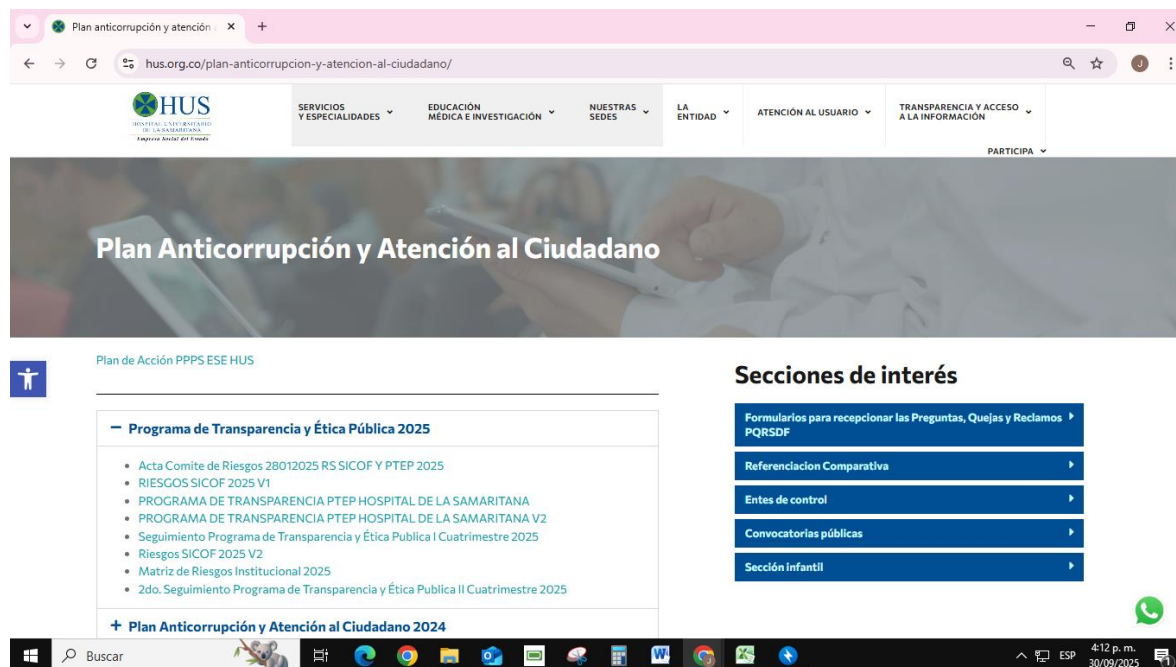 Plan anticorrupción y atención
hus.org.co/plan-anticorrupcion-y-atencion-al-ciudadano/
J
HUS
HOSPITAL UNIVERSITARIO
DE LA SAMARITANA
Empresa Social del Estado
SERVICIOS
Y ESPECIALIDADES
EDUCACIÓN
MÉDICA E INVESTIGACIÓN
NUESTRAS
SEDES
LA
ENTIDAD
ATENCIÓN AL USUARIO
TRANSPARENCIA Y ACCESO
A LA INFORMACIÓN
PARTICIPA
Plan Anticorrupción y Atención al Ciudadano
Plan de Acción PPPS ESE HUS
− Programa de Transparencia y Ética Pública 2025
• Acta Comite de Riesgos 28012025 RS SICOF Y PTEP 2025
• RIESGOS SICOF 2025 V1
• PROGRAMA DE TRANSPARENCIA PTEP HOSPITAL DE LA SAMARITANA
• PROGRAMA DE TRANSPARENCIA PTEP HOSPITAL DE LA SAMARITANA V2
• Seguimiento Programa de Transparencia y Ética Publica I Cuatrimestre 2025
• Riesgos SICOF 2025 V2
• Matriz de Riesgos Institucional 2025
• 2do. Seguimiento Programa de Transparencia y Ética Publica II Cuatrimestre 2025
+ Plan Anticorrupción y Atención al Ciudadano 2024
Secciones de interés
Formularios para recepcionar las Preguntas, Quejas y Reclamos
PQRSDF
Referenciacion Comparativa
Entes de control
Convocatorias públicas
Sección infantil
Buscar
ESP
4:12 p. m.
30/09/2025